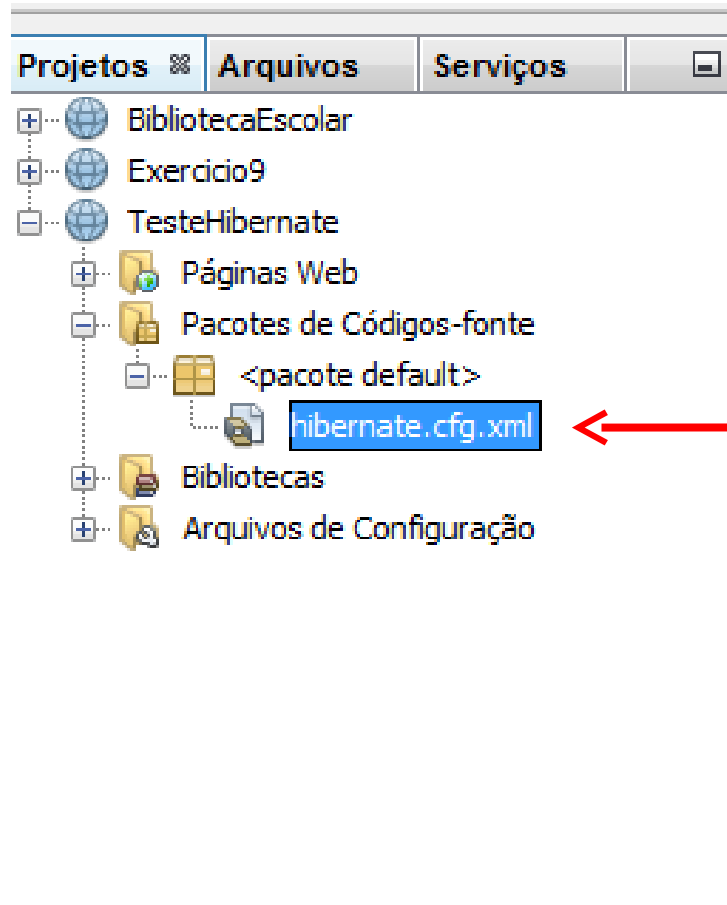 Projetos Arquivos Serviços
BibliotecaEscolar
Exercicio9
TesteHibernate
Páginas Web
Pacotes de Códigos-fonte
<pacote default>
hibernate.cfg.xml
Bibliotecas
Arquivos de Configuração